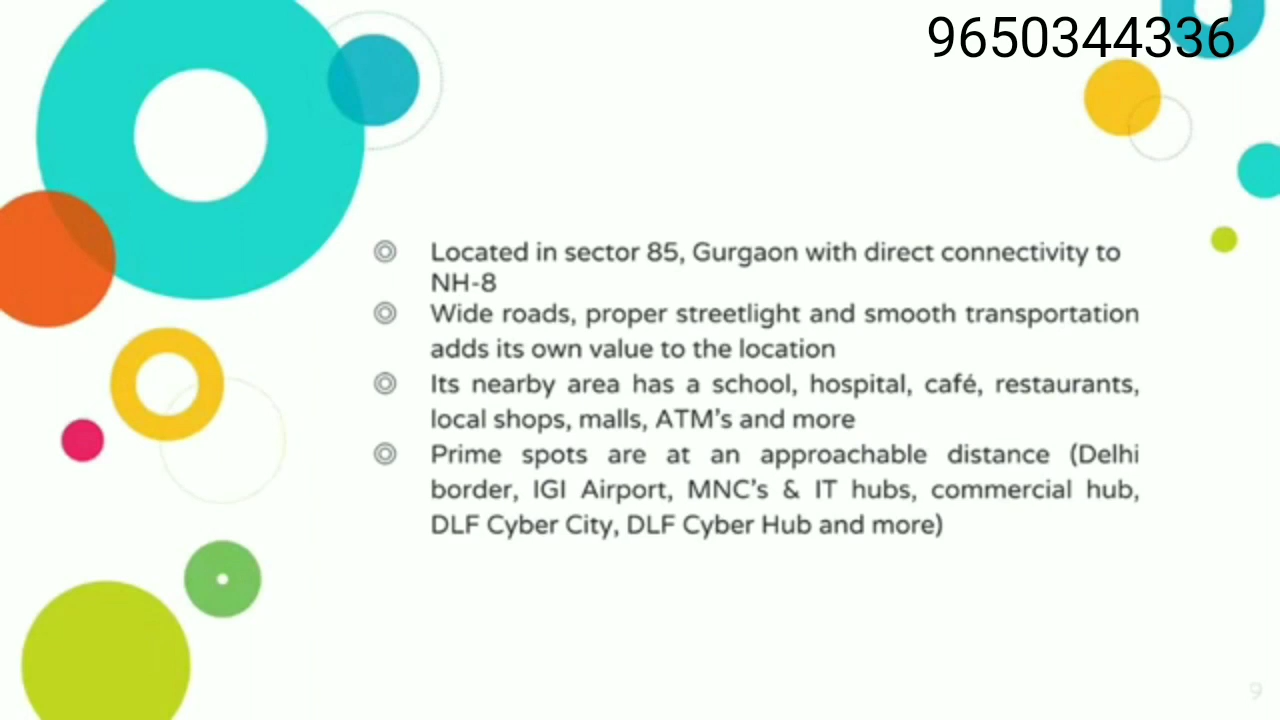 9650344336
Located in sector 85, Gurgaon with direct connectivity to
NH-8
Wide roads, proper streetlight and smooth transportation
adds its own value to the location
Its nearby area has a school, hospital, café, restaurants,
local shops, malls, ATM's and more
Prime spots are at an approachable distance (Delhi
border, IGI Airport, MNC's & IT hubs, commercial hub,
DLF Cyber City, DLF Cyber Hub and more)
9